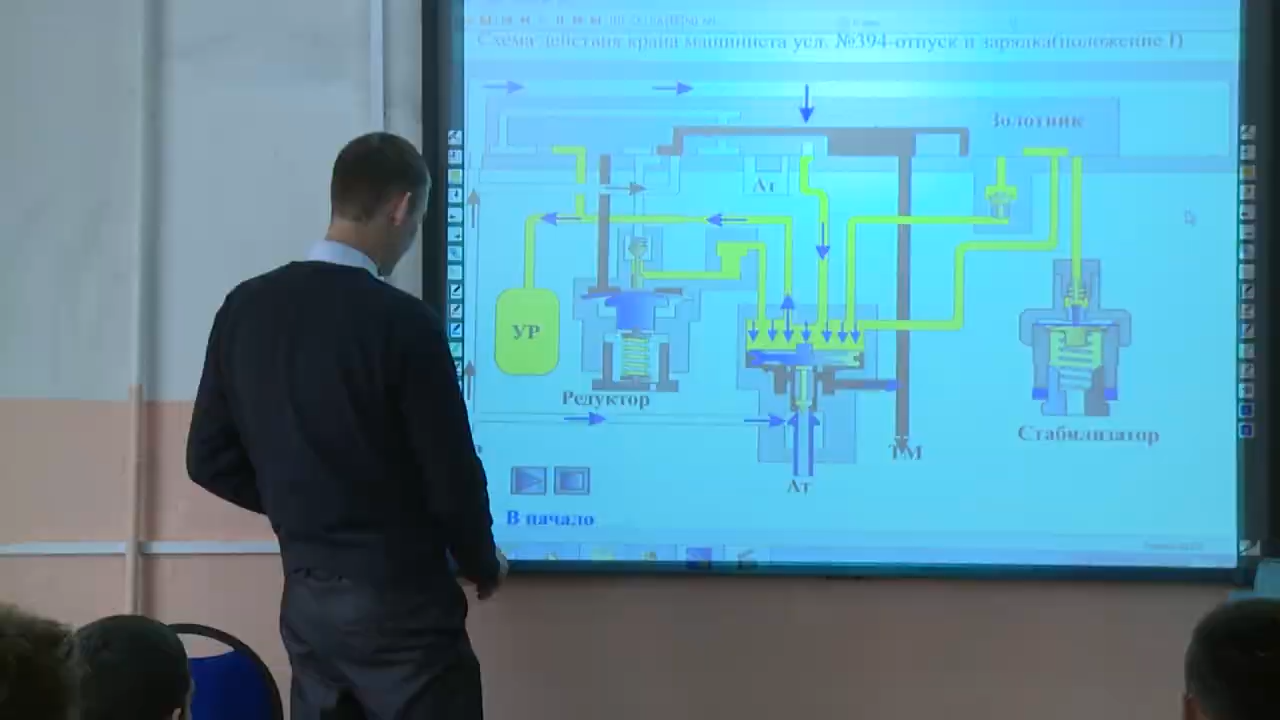 Схема действия крана машиниста усл. №394-отпуск и зарядка(положение I)
Золотник
Ат
УР
Редуктор
Стабилизатор
ТМ
Ат
В начало